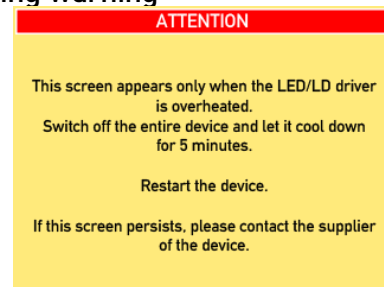 ing Warning
ATTENTION
This screen appears only when the LED/LD driver
is overheated.
Switch off the entire device and let it cool down
for 5 minutes.
Restart the device.
If this screen persists, please contact the supplier
of the device.